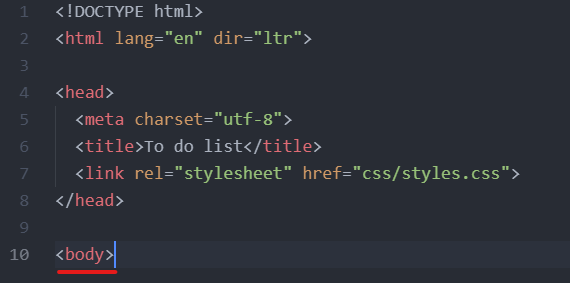 1 <!DOCTYPE html>
2 <html lang="en" dir="ltr">
3
4 <head>
5   <meta charset="utf-8">
6   <title>To do list</title>
7   <link rel="stylesheet" href="css/styles.css">
8 </head>
9
10 <body>